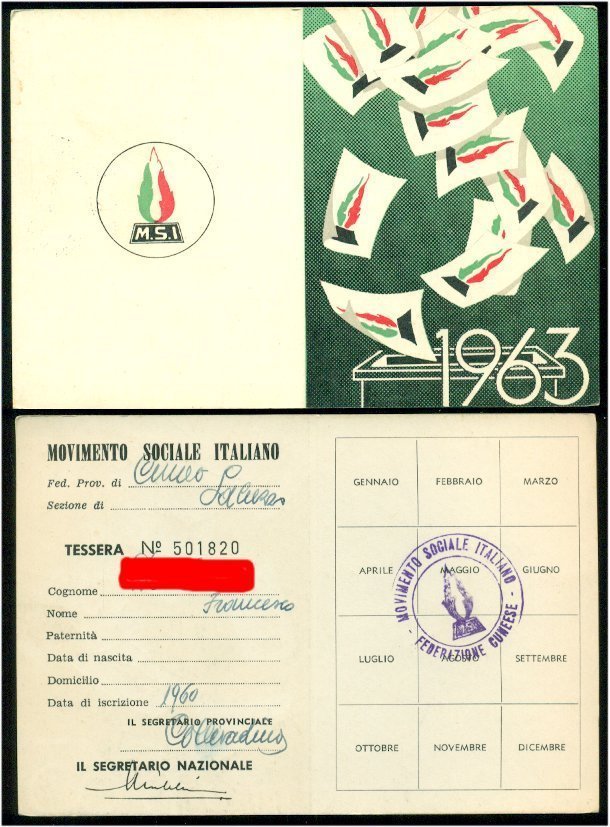 M.S.I
1963
MOVIMENTO SOCIALE ITALIANO
Fed. Prov. di Cuneo
Sezione di Saluzzo
TESSERA Nº 501820
Cognome
Nome Francesco
Paternità
Data di nascita
Domicilio
Data di iscrizione 1960
IL SEGRETARIO PROVINCIALE
IL SEGRETARIO NAZIONALE
GENNAIO FEBBRAIO MARZO
APRILE MAGGIO GIUGNO
LUGLIO AGOSTO SETTEMBRE
OTTOBRE NOVEMBRE DICEMBRE
MOVIMENTO SOCIALE ITALIANO
- FEDERAZIONE CUNEESE -
M.S.I